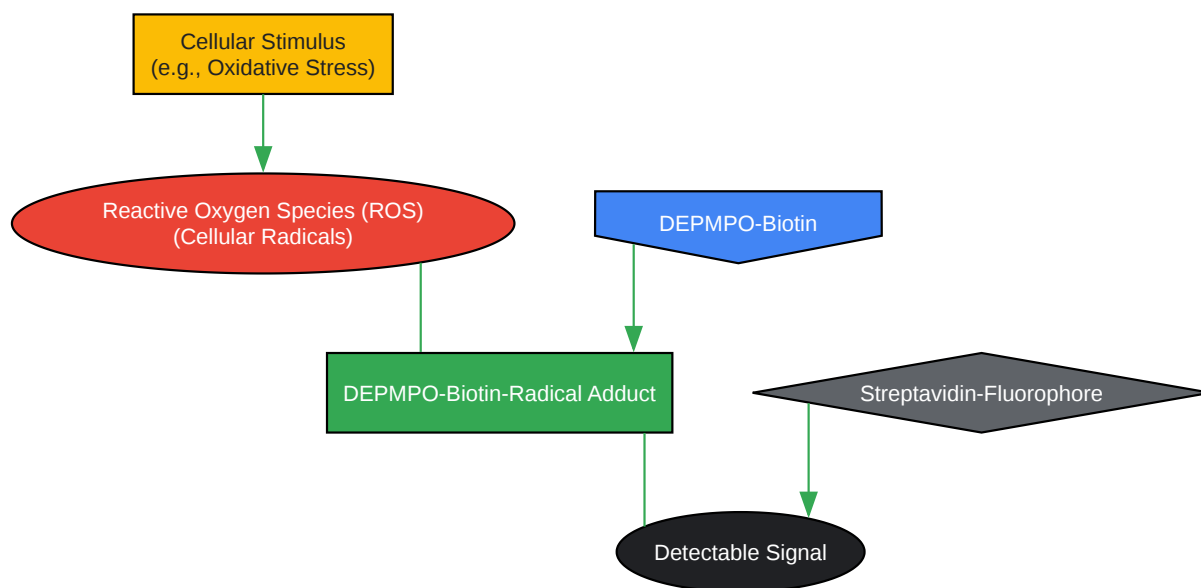 Cellular Stimulus
(e.g., Oxidative Stress)
Reactive Oxygen Species (ROS)
(Cellular Radicals)
DEPMPO-Biotin
DEPMPO-Biotin-Radical Adduct
Streptavidin-Fluorophore
Detectable Signal